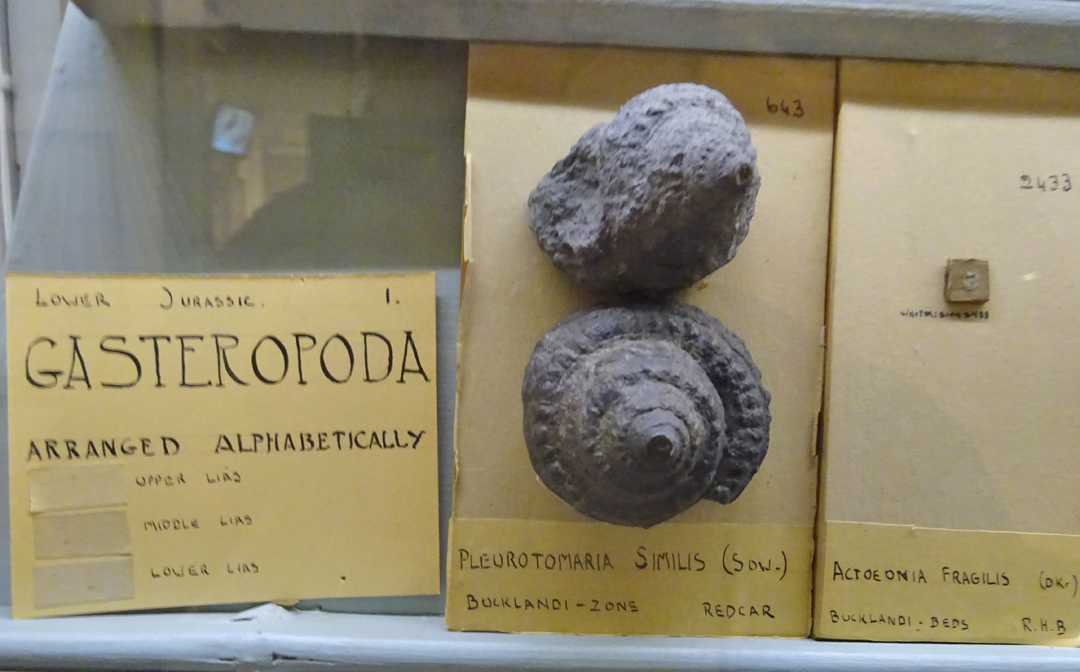 LOWER JURASSIC. 1.
GASTEROPODA
ARRANGED ALPHABETICALLY
UPPER LIAS
MIDDLE LIAS
LOWER LIAS
643
PLEUROTOMARIA SIMILIS (SOW.)
BUCKLANDI-ZONE REDCAR
2433
ACTOEONIA FRAGILIS (DKR)
BUCKLANDI-BEDS R.H.B